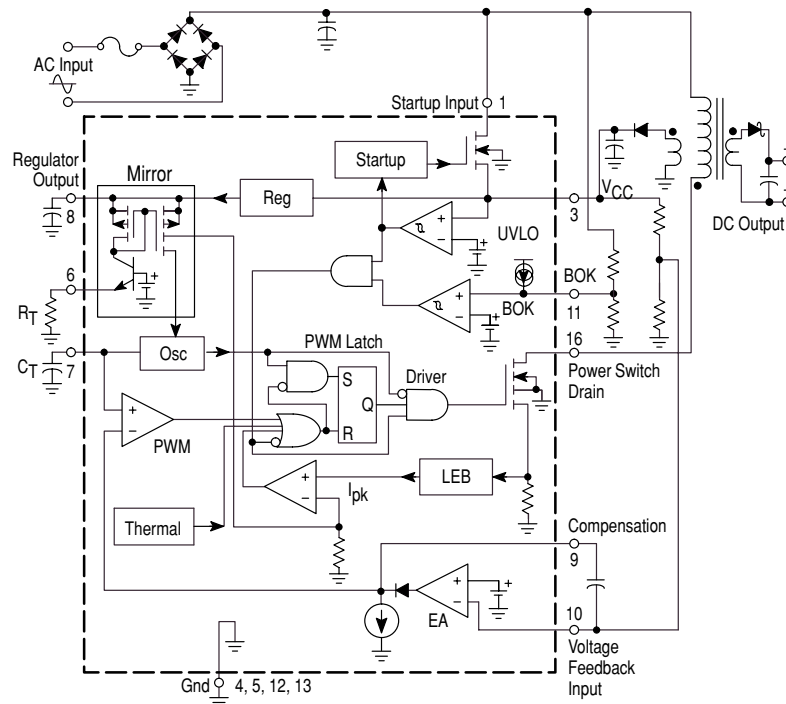 AC Input
+
Startup Input
1
Regulator
Output
8
Mirror
Startup
Reg
VCC
3
DC Output
+
−
UVLO
+
+
−
BOK
11
BOK
+
+
−
6
+
RT
16
Power Switch
Drain
CT
7
Osc
PWM Latch
Driver
S
Q
R
+
−
PWM
LEB
+
−
Ipk
Thermal
Compensation
9
+
+
−
EA
10
Voltage
Feedback
Input
Gnd
4, 5, 12, 13